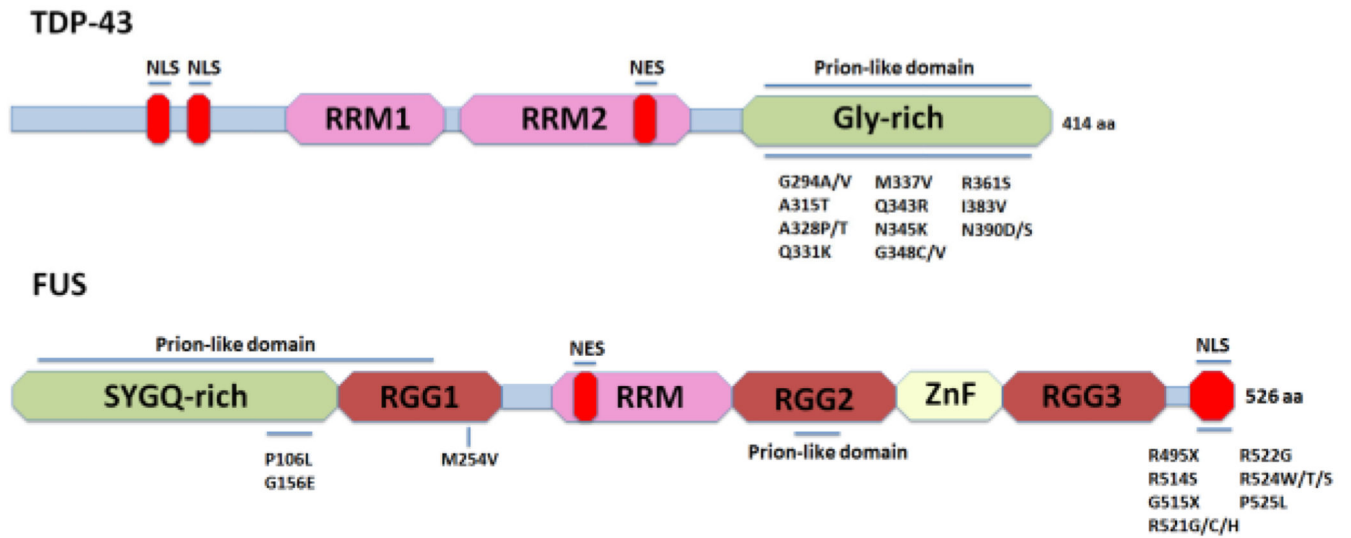 TDP-43
NLS NLS NES Prion-like domain
RRM1 RRM2 Gly-rich 414 aa
G294A/V M337V R361S
A315T Q343R I383V
A328P/T N345K N390D/S
Q331K G348C/V
FUS
Prion-like domain NES NLS
SYGQ-rich RGG1 RRM RGG2 ZnF RGG3 526 aa
P106L M254V Prion-like domain R495X R522G
G156E R514S R524W/T/S
G515X P525L
R521G/C/H